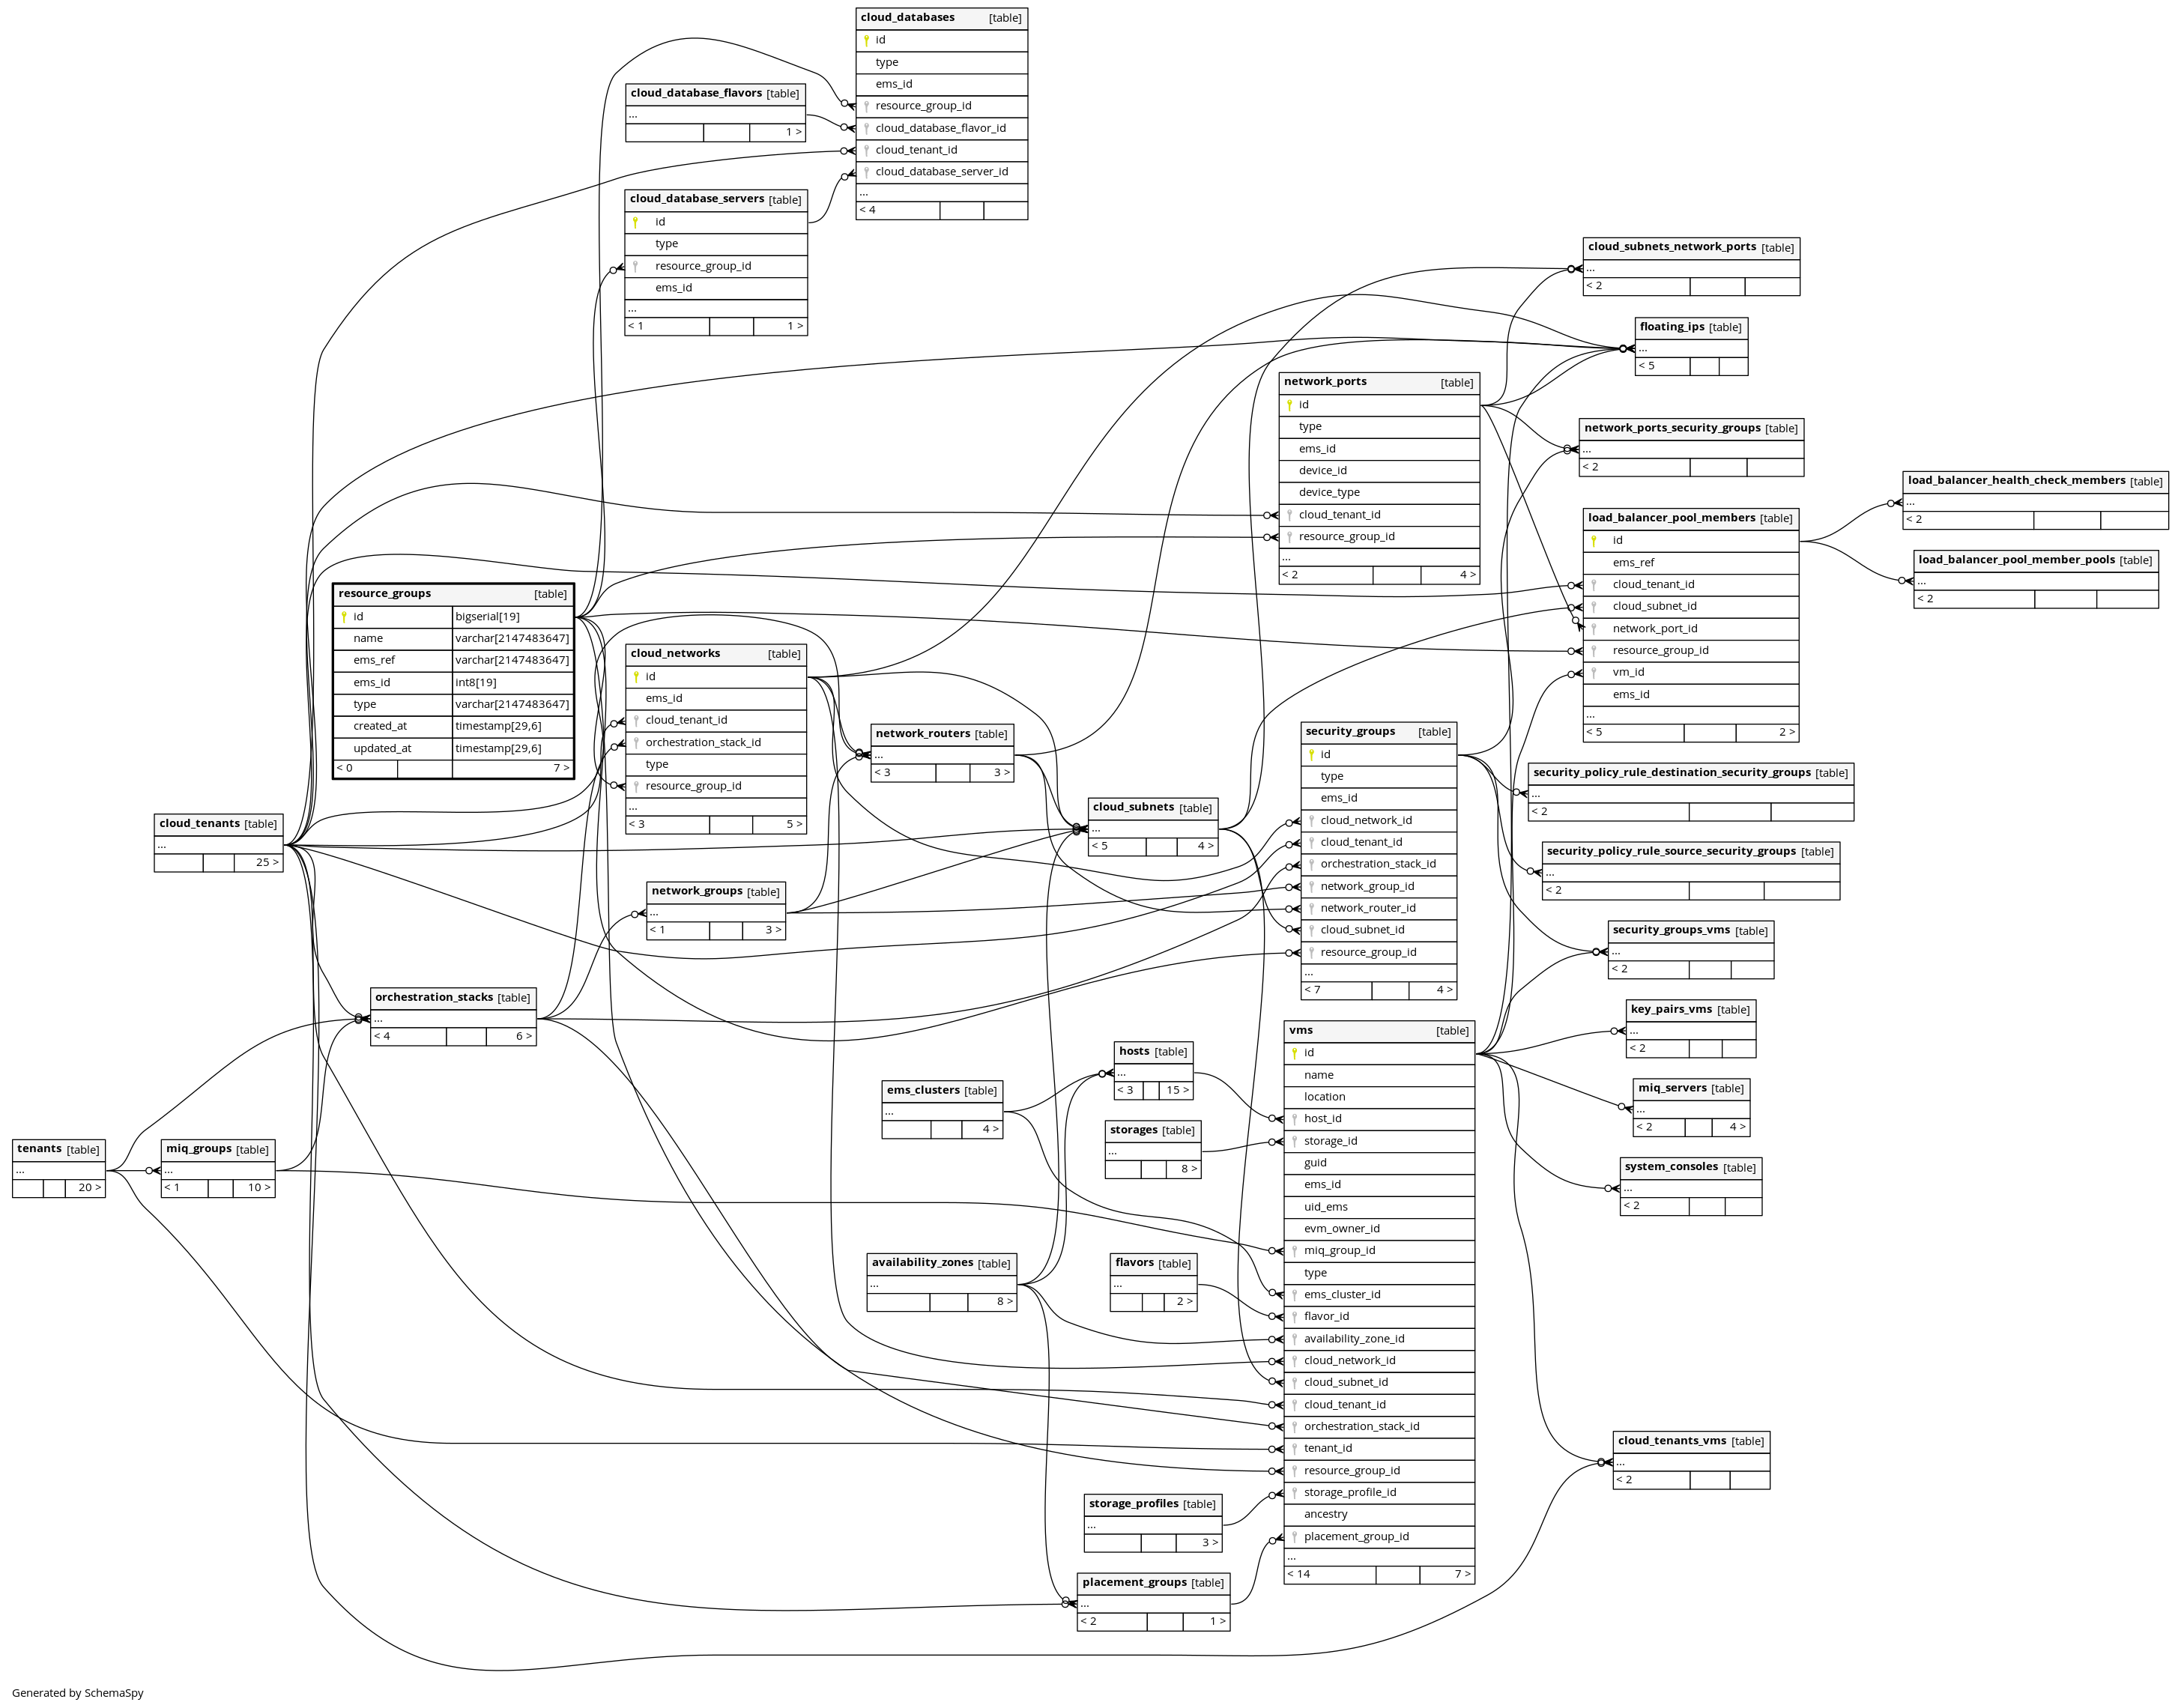 cloud_databases [table]
id
type
ems_id
resource_group_id
cloud_database_flavor_id
cloud_tenant_id
cloud_database_server_id
...
< 4
cloud_database_flavors [table]
...
1 >
cloud_database_servers [table]
id
type
resource_group_id
ems_id
...
< 1 1 >
cloud_subnets_network_ports [table]
...
< 2
floating_ips [table]
...
< 5
network_ports [table]
id
type
ems_id
device_id
device_type
cloud_tenant_id
resource_group_id
...
< 2 4 >
network_ports_security_groups [table]
...
< 2
load_balancer_health_check_members [table]
...
< 2
load_balancer_pool_members [table]
id
ems_ref
cloud_tenant_id
cloud_subnet_id
network_port_id
resource_group_id
vm_id
ems_id
...
< 5 2 >
load_balancer_pool_member_pools [table]
...
< 2
resource_groups [table]
id bigserial[19]
name varchar[2147483647]
ems_ref varchar[2147483647]
ems_id int8[19]
type varchar[2147483647]
created_at timestamp[29,6]
updated_at timestamp[29,6]
< 0 7 >
cloud_networks [table]
id
ems_id
cloud_tenant_id
orchestration_stack_id
type
resource_group_id
...
< 3 5 >
network_routers [table]
...
< 3 3 >
security_groups [table]
id
type
ems_id
cloud_network_id
cloud_tenant_id
orchestration_stack_id
network_group_id
network_router_id
cloud_subnet_id
resource_group_id
...
< 7 4 >
security_policy_rule_destination_security_groups [table]
...
< 2
cloud_subnets [table]
...
< 5 4 >
cloud_tenants [table]
...
25 >
security_policy_rule_source_security_groups [table]
...
< 2
network_groups [table]
...
< 1 3 >
security_groups_vms [table]
...
< 2
orchestration_stacks [table]
...
< 4 6 >
key_pairs_vms [table]
...
< 2
vms [table]
id
name
location
host_id
storage_id
guid
ems_id
uid_ems
evm_owner_id
miq_group_id
type
ems_cluster_id
flavor_id
availability_zone_id
cloud_network_id
cloud_subnet_id
cloud_tenant_id
orchestration_stack_id
tenant_id
resource_group_id
storage_profile_id
ancestry
placement_group_id
...
< 14 7 >
hosts [table]
...
< 3 15 >
ems_clusters [table]
...
4 >
miq_servers [table]
...
< 2 4 >
storages [table]
...
8 >
tenants [table]
...
20 >
miq_groups [table]
...
< 1 10 >
system_consoles [table]
...
< 2
availability_zones [table]
...
8 >
flavors [table]
...
2 >
cloud_tenants_vms [table]
...
< 2
storage_profiles [table]
...
3 >
placement_groups [table]
...
< 2 1 >
Generated by SchemaSpy